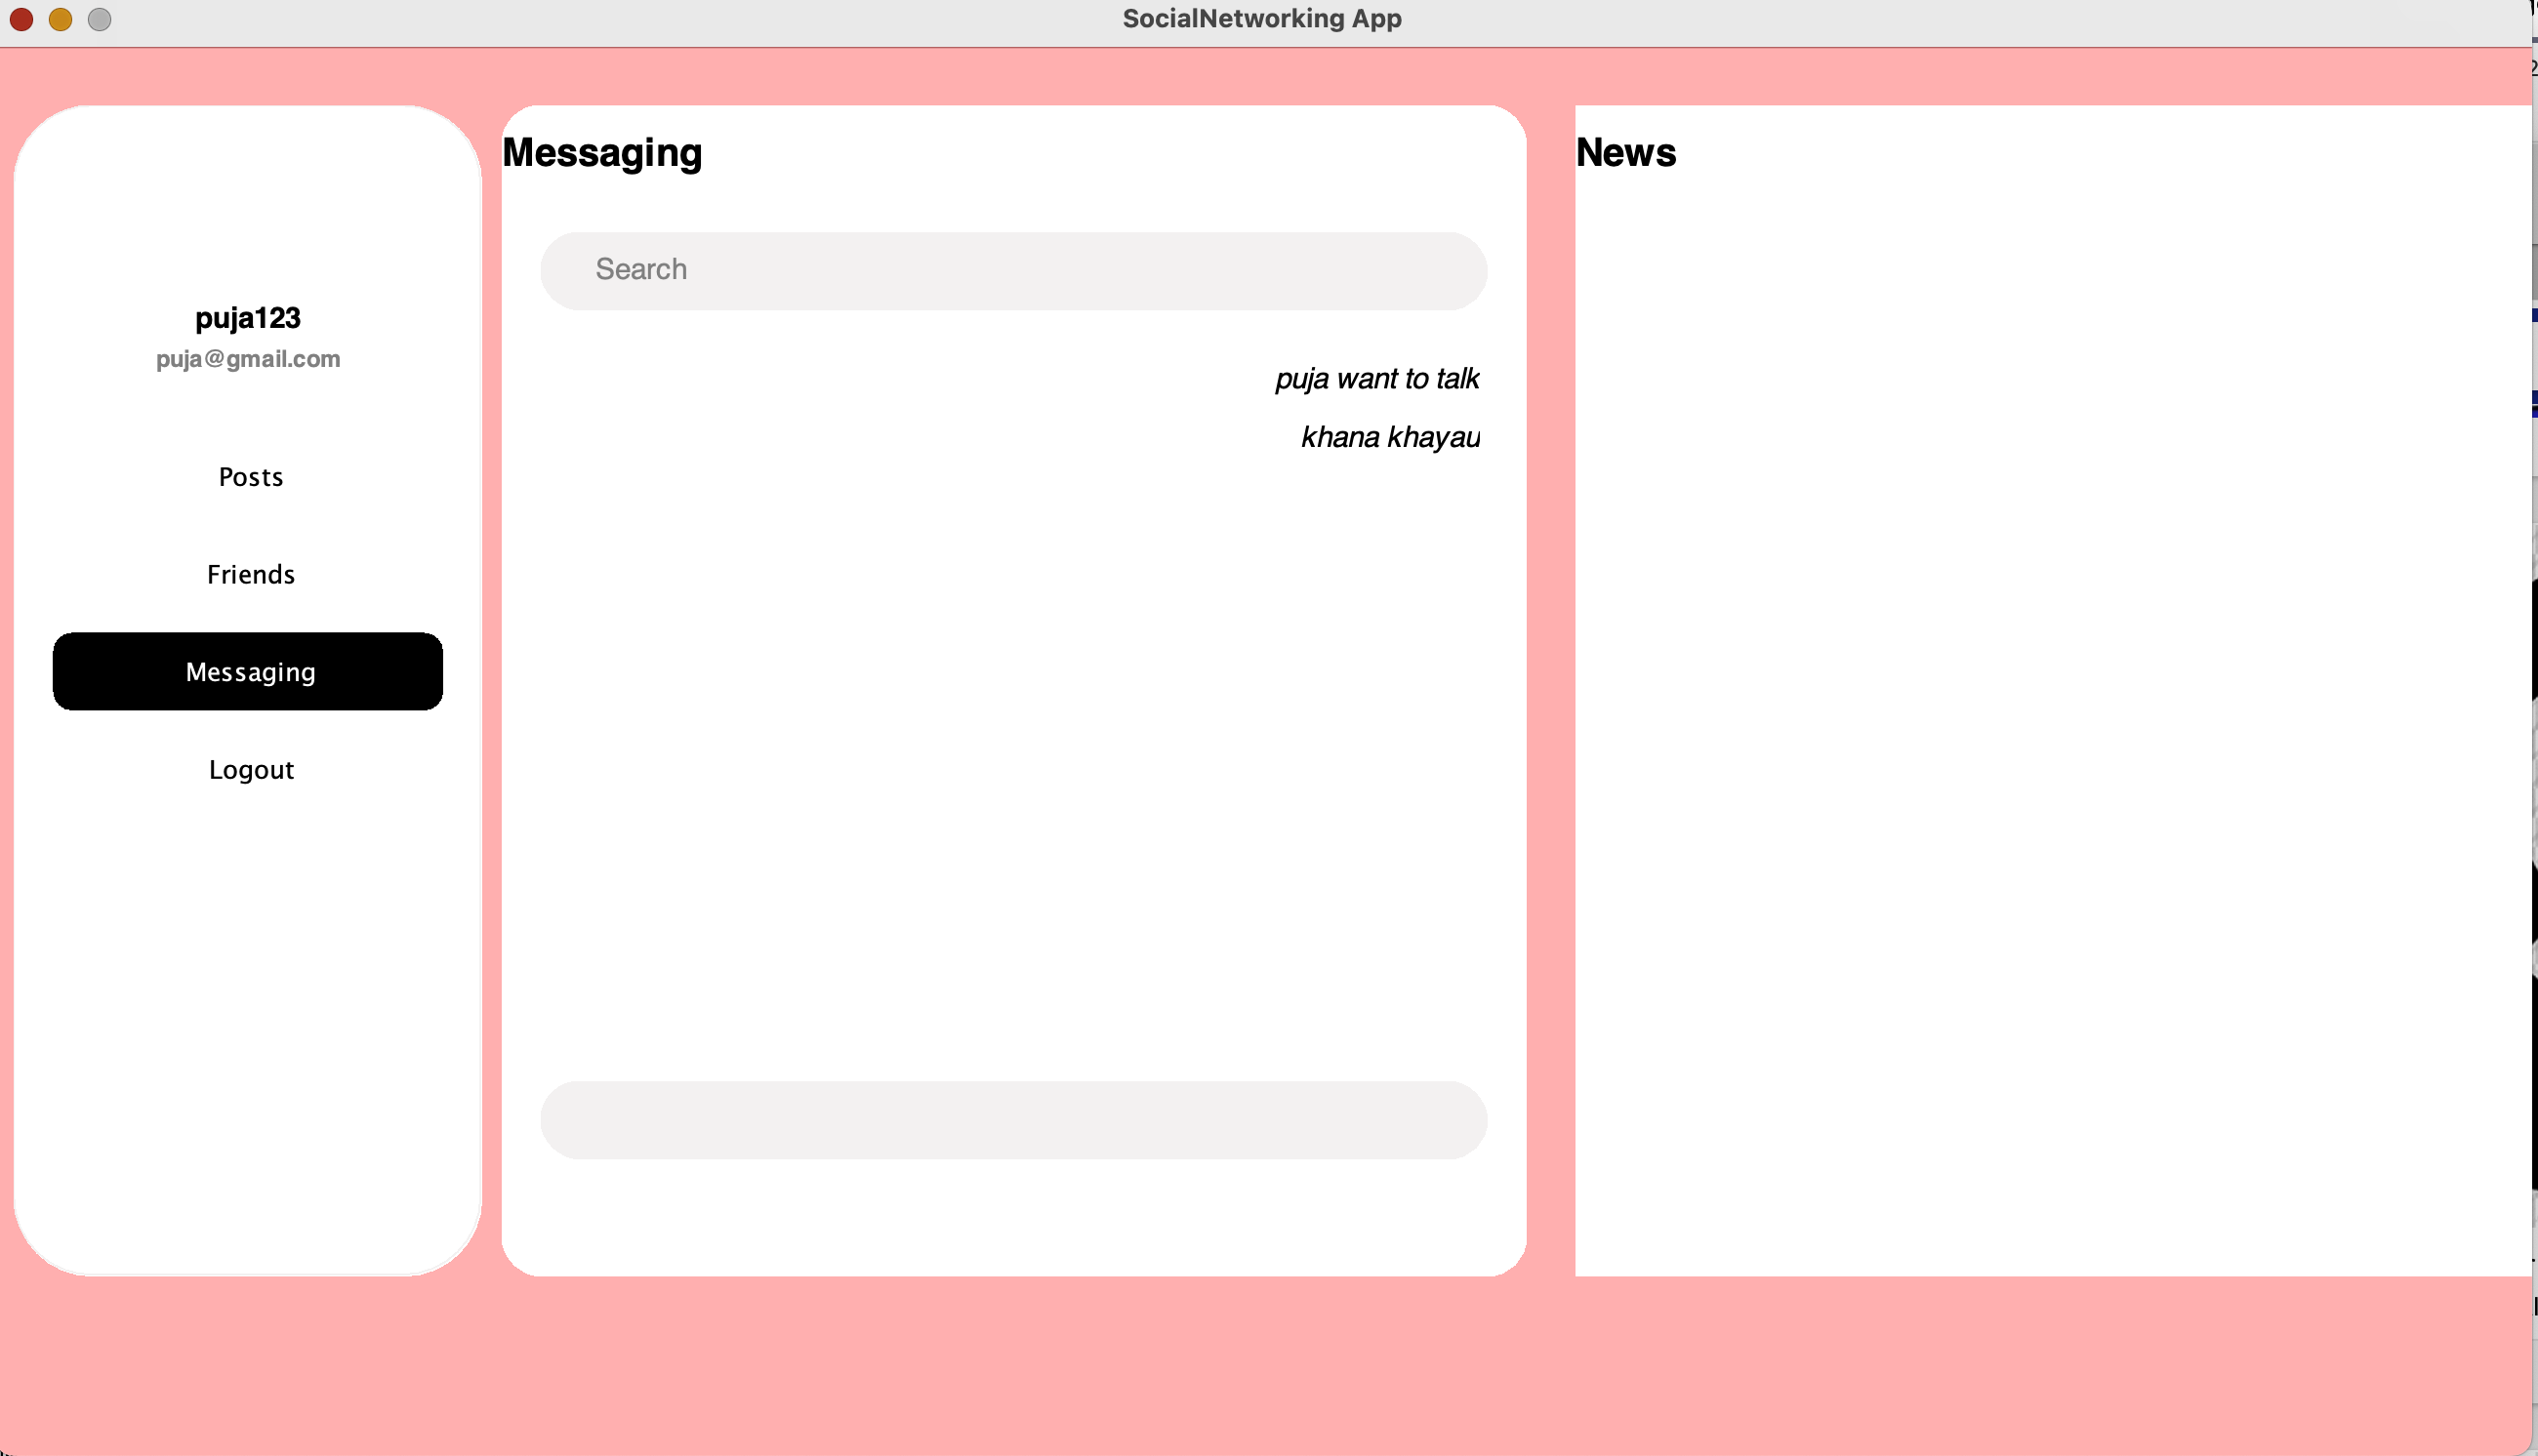 SocialNetworking App
puja123
puja@gmail.com
Posts
Friends
Messaging
Logout
Messaging
Search
puja want to talk
khana khayau
News